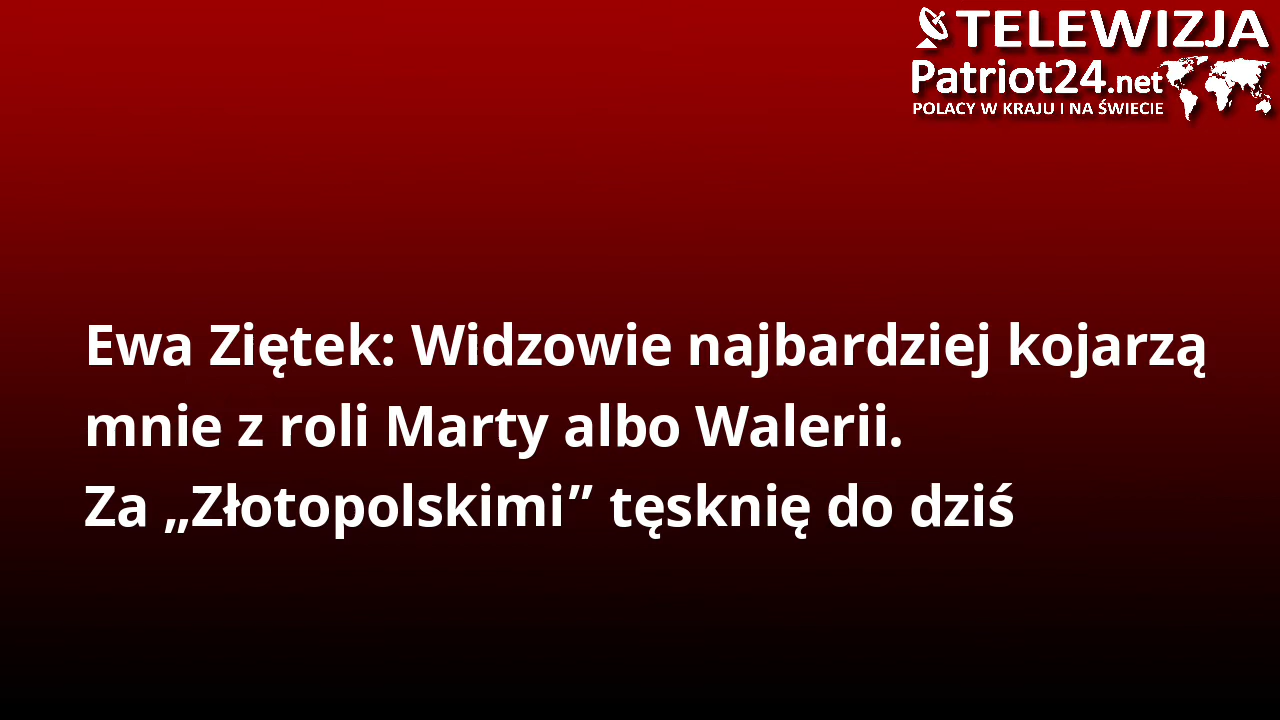 TELEWIZJA
Patriot24.net
POLACY W KRAJU I NA ŚWIECIE
Ewa Ziętek: Widzowie najbardziej kojarzą
mnie z roli Marty albo Walerii.
Za „Złotopolskimi” tęsknię do dziś